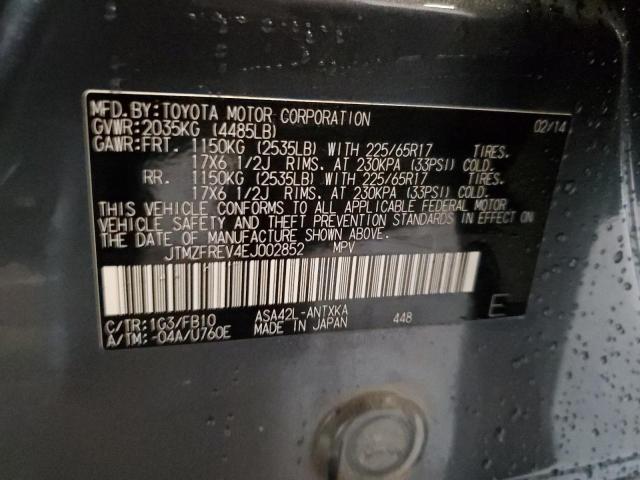 MFD. BY: TOYOTA MOTOR CORPORATION 02/14
GVWR: 2035KG (4485LB)
GAWR: FRT. 1150KG (2535LB) WITH 225/65R17 TIRES.
17X6 1/2J RIMS. AT 230KPA (33PSI) COLD.
RR. 1150KG (2535LB) WITH 225/65R17 TIRES.
17X6 1/2J RIMS. AT 230KPA (33PSI) COLD.
THIS VEHICLE CONFORMS TO ALL APPLICABLE FEDERAL MOTOR
VEHICLE SAFETY AND THEFT PREVENTION STANDARDS IN EFFECT ON
THE DATE OF MANUFACTURE SHOWN ABOVE.
JTMZFREV4EJ002852 MPV
E
C/TR: 1G3/FB10 ASA42L-ANTXKA 448
A/TM: -04A/U760E MADE IN JAPAN